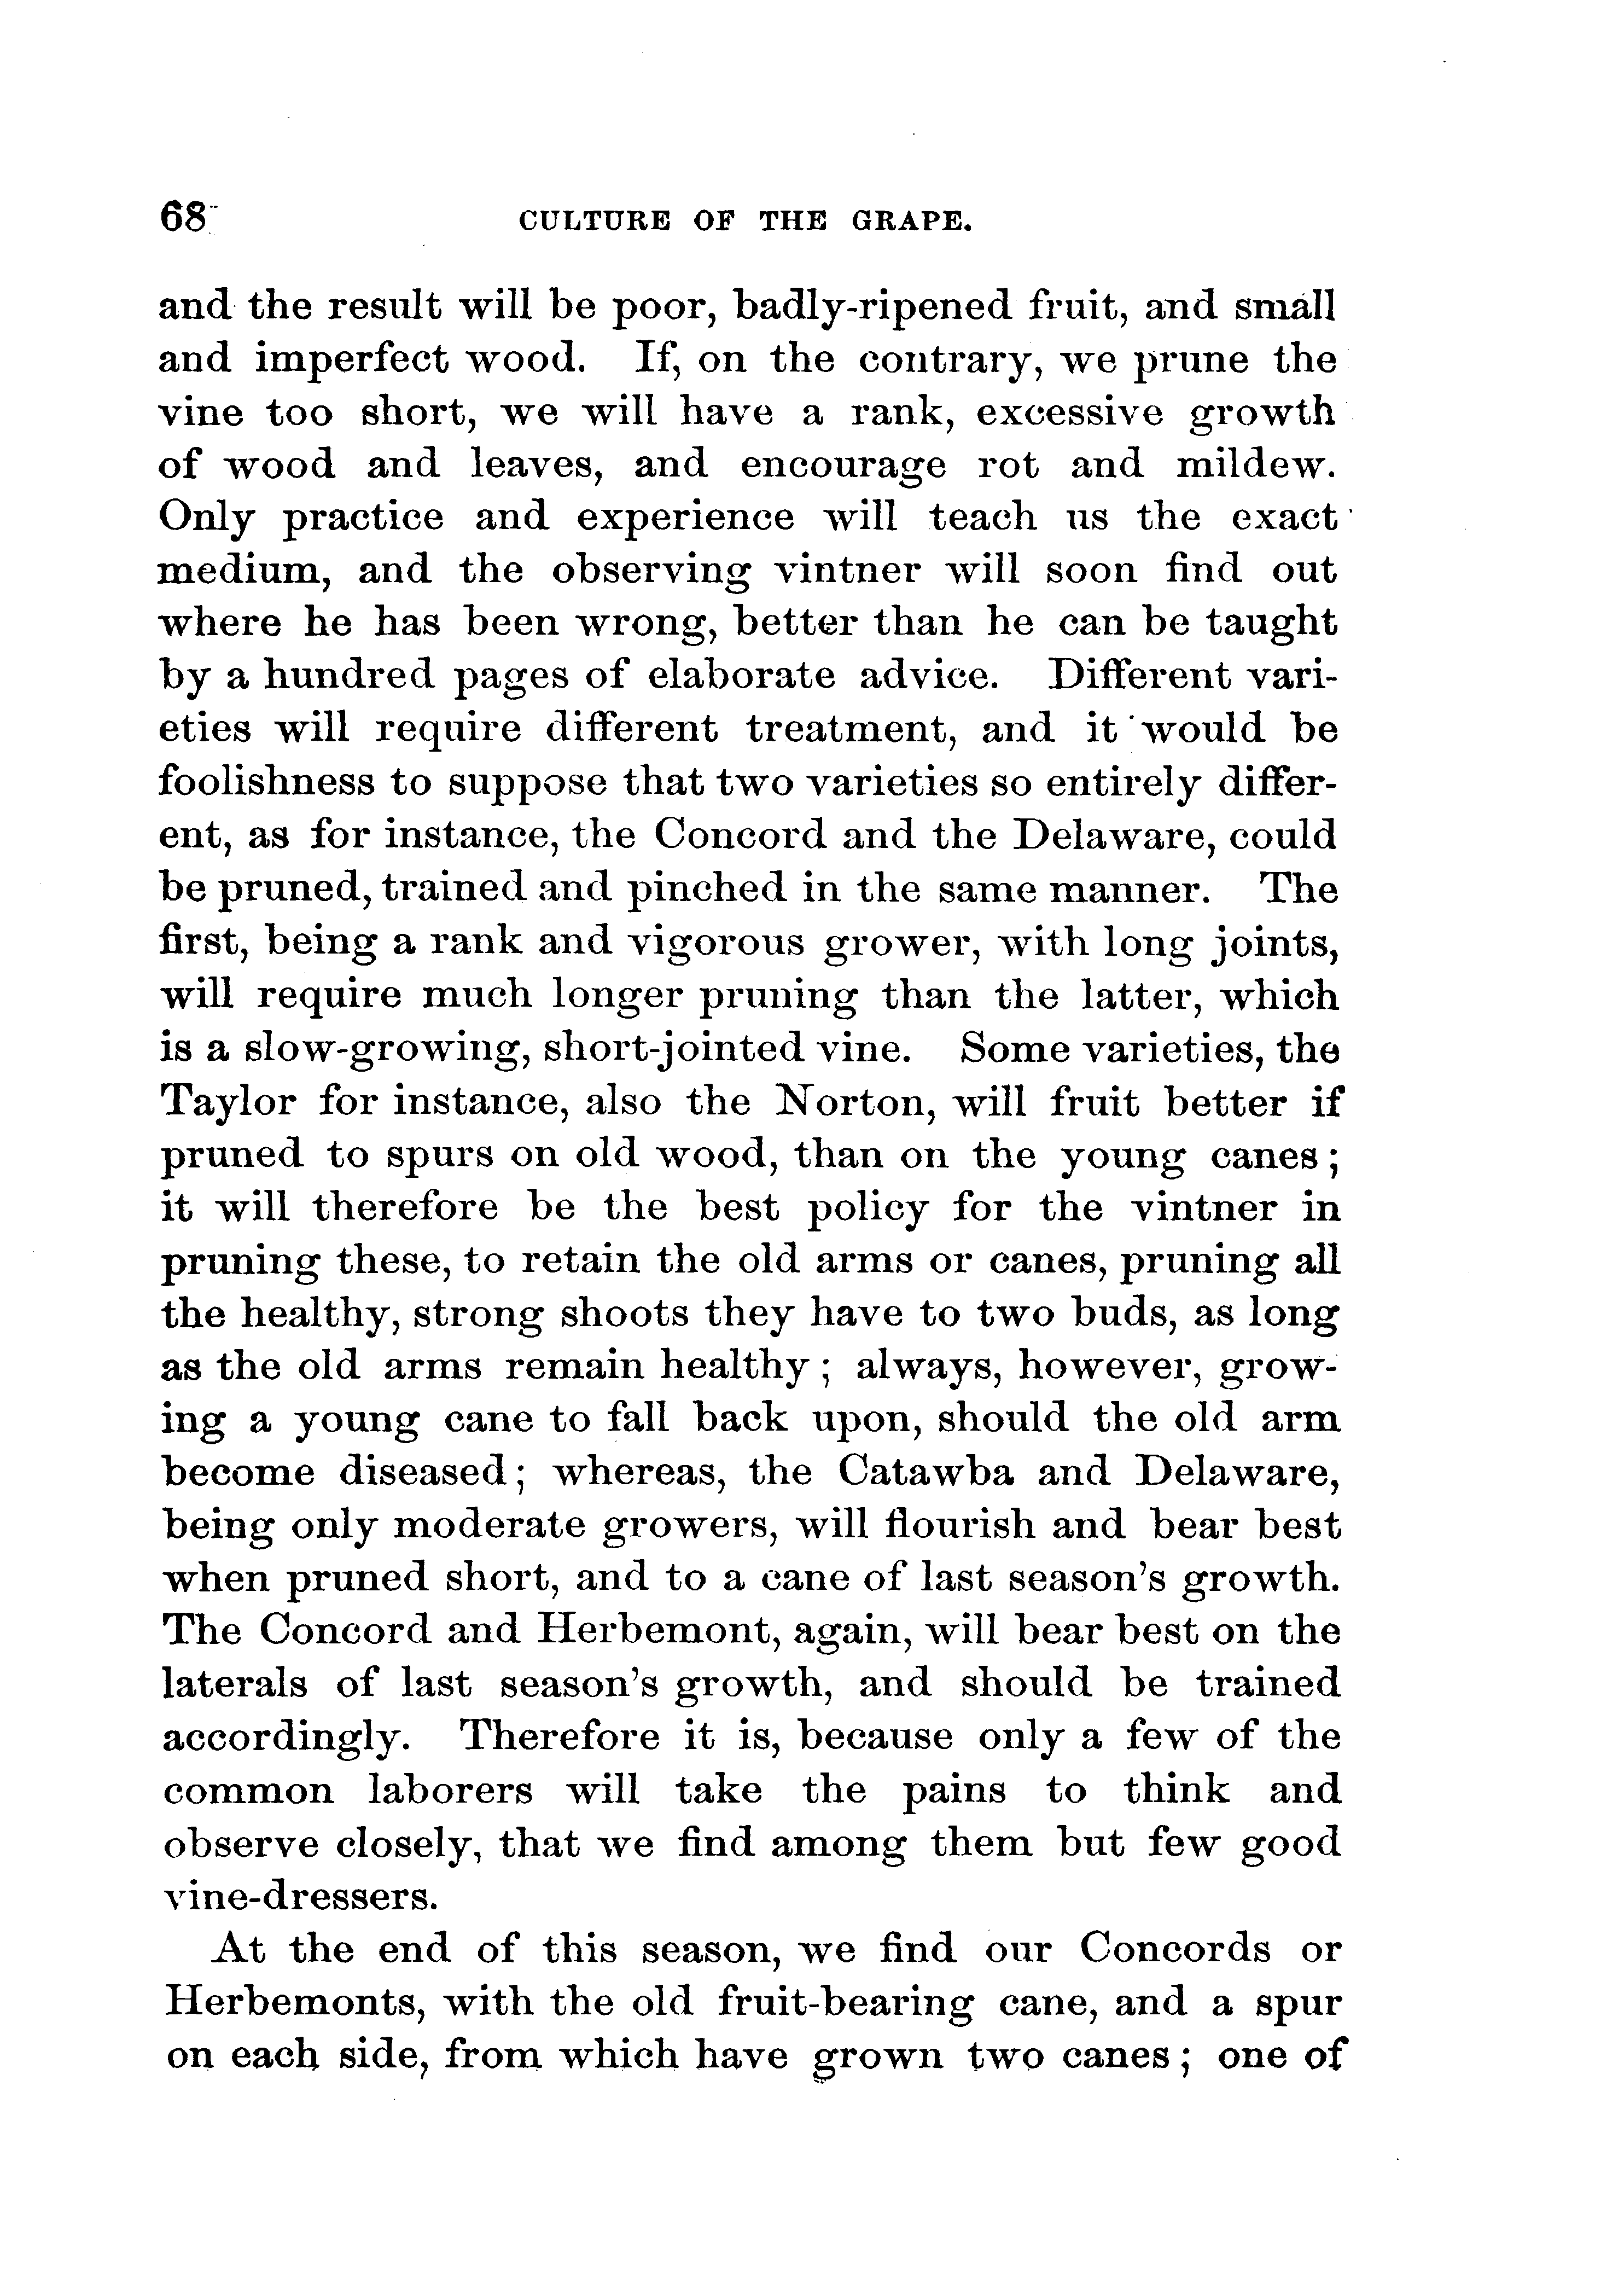 68 CULTURE OF THE GRAPE.
and the result will be poor, badly-ripened fruit, and small
and imperfect wood. If, on the contrary, we prune the
vine too short, we will have a rank, excessive growth
of wood and leaves, and encourage rot and mildew.
Only practice and experience will teach us the exact
medium, and the observing vintner will soon find out
where he has been wrong, better than he can be taught
by a hundred pages of elaborate advice. Different vari-
eties will require different treatment, and it would be
foolishness to suppose that two varieties so entirely differ-
ent, as for instance, the Concord and the Delaware, could
be pruned, trained and pinched in the same manner. The
first, being a rank and vigorous grower, with long joints,
will require much longer pruning than the latter, which
is a slow-growing, short-jointed vine. Some varieties, the
Taylor for instance, also the Norton, will fruit better if
pruned to spurs on old wood, than on the young canes;
it will therefore be the best policy for the vintner in
pruning these, to retain the old arms or canes, pruning all
the healthy, strong shoots they have to two buds, as long
as the old arms remain healthy; always, however, grow-
ing a young cane to fall back upon, should the old arm
become diseased; whereas, the Catawba and Delaware,
being only moderate growers, will flourish and bear best
when pruned short, and to a cane of last season's growth.
The Concord and Herbemont, again, will bear best on the
laterals of last season's growth, and should be trained
accordingly. Therefore it is, because only a few of the
common laborers will take the pains to think and
observe closely, that we find among them but few good
vine-dressers.
At the end of this season, we find our Concords or
Herbemonts, with the old fruit-bearing cane, and a spur
on each side, from which have grown two canes; one of